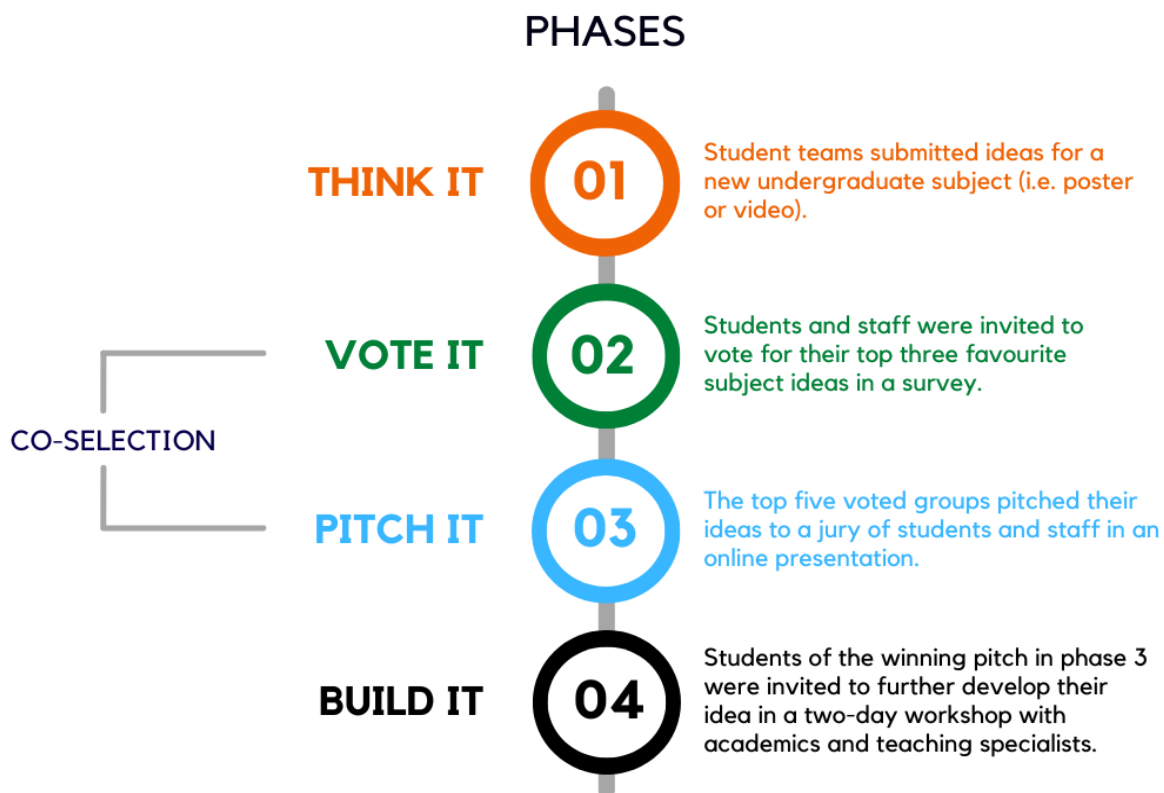 PHASES
THINK IT
01
Student teams submitted ideas for a
new undergraduate subject (i.e. poster
or video).
VOTE IT
02
Students and staff were invited to
vote for their top three favourite
subject ideas in a survey.
CO-SELECTION
PITCH IT
03
The top five voted groups pitched their
ideas to a jury of students and staff in an
online presentation.
BUILD IT
04
Students of the winning pitch in phase 3
were invited to further develop their
idea in a two-day workshop with
academics and teaching specialists.